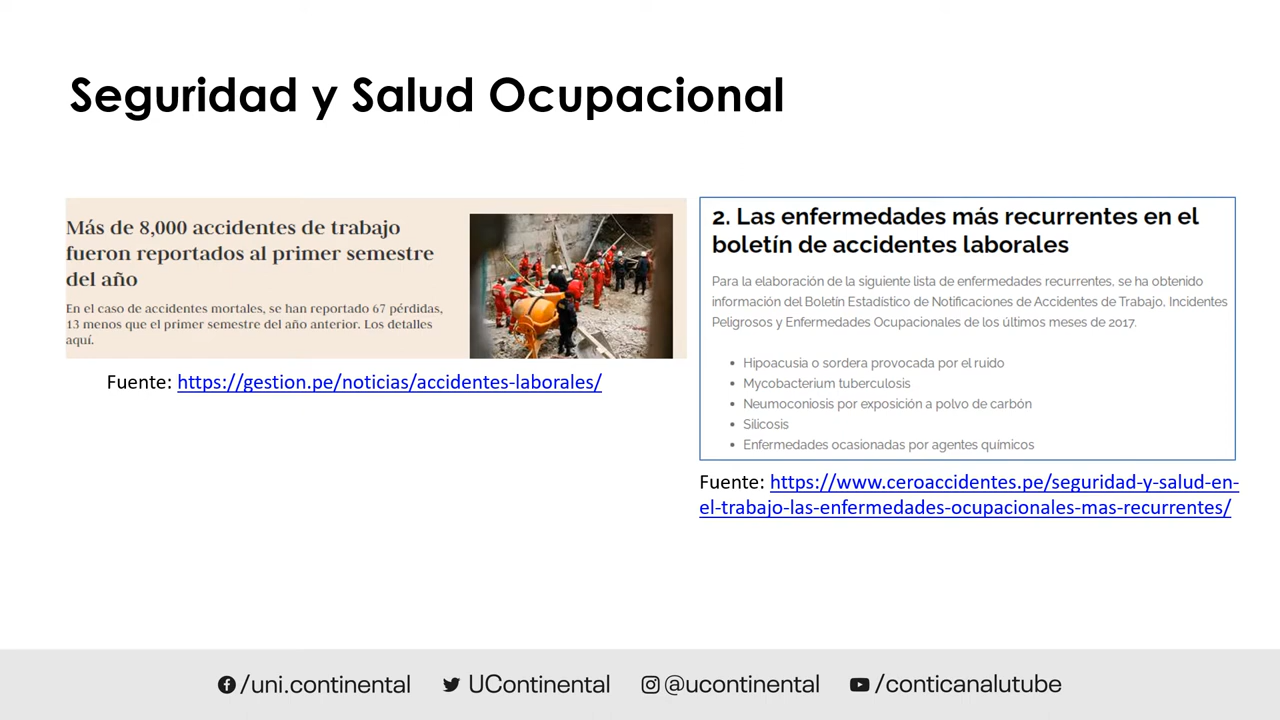 Seguridad y Salud Ocupacional
Más de 8,000 accidentes de trabajo
fueron reportados al primer semestre
del año
En el caso de accidentes mortales, se han reportado 67 pérdidas,
13 menos que el primer semestre del año anterior. Los detalles
aquí.
Fuente: https://gestion.pe/noticias/accidentes-laborales/
2. Las enfermedades más recurrentes en el
boletín de accidentes laborales
Para la elaboración de la siguiente lista de enfermedades recurrentes, se ha obtenido
información del Boletín Estadístico de Notificaciones de Accidentes de Trabajo, Incidentes
Peligrosos y Enfermedades Ocupacionales de los últimos meses de 2017.
• Hipoacusia o sordera provocada por el ruido
• Mycobacterium tuberculosis
• Neumoconiosis por exposición a polvo de carbón
• Silicosis
• Enfermedades ocasionadas por agentes químicos
Fuente: https://www.ceroaccidentes.pe/seguridad-y-salud-en-
el-trabajo-las-enfermedades-ocupacionales-mas-recurrentes/
/uni.continental UContinental @ucontinental /conticanalutube